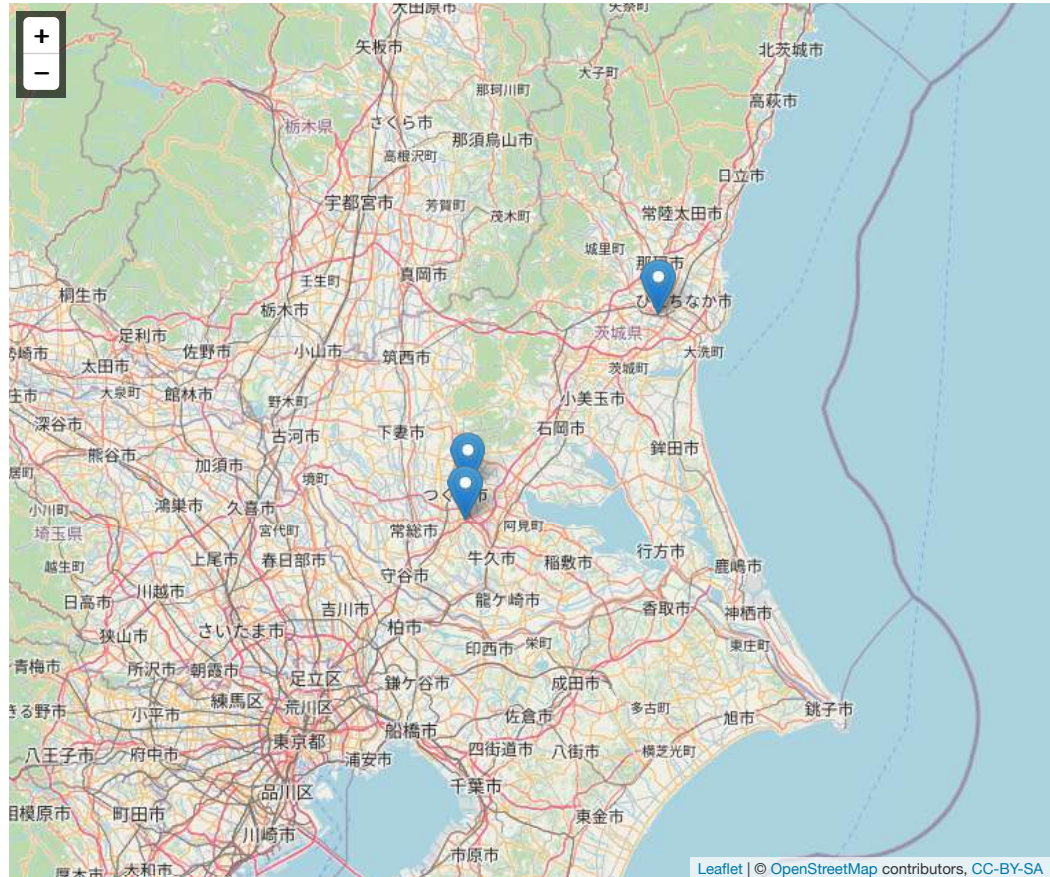 +
−
大田原市
矢祭町
矢板市
北茨城市
大子町
那珂川町
高萩市
栃木県
さくら市
那須烏山市
高根沢町
日立市
宇都宮市
芳賀町
茂木町
常陸太田市
城里町
真岡市
壬生町
桐生市
栃木市
茨城県
足利市
佐野市
小山市
筑西市
大洗町
太田市
茨城町
大泉町
館林市
野木町
小美玉市
深谷市
古河市
下妻市
石岡市
鉾田市
熊谷市
加須市
境町
鴻巣市
久喜市
小川町
埼玉県
宮代町
常総市
阿見町
上尾市
春日部市
牛久市
稲敷市
行方市
鹿嶋市
越生町
守谷市
日高市
川越市
吉川市
龍ケ崎市
香取市
神栖市
狭山市
さいたま市
柏市
印西市
栄町
東庄町
青梅市
所沢市
朝霞市
足立区
鎌ケ谷市
成田市
練馬区
荒川区
小平市
佐倉市
多古町
旭市
銚子市
東京都
船橋市
八王子市
府中市
浦安市
四街道市
八街市
横芝光町
千葉市
品川区
町田市
東金市
川崎市
市原市
大和市
Leaflet | © OpenStreetMap contributors, CC-BY-SA